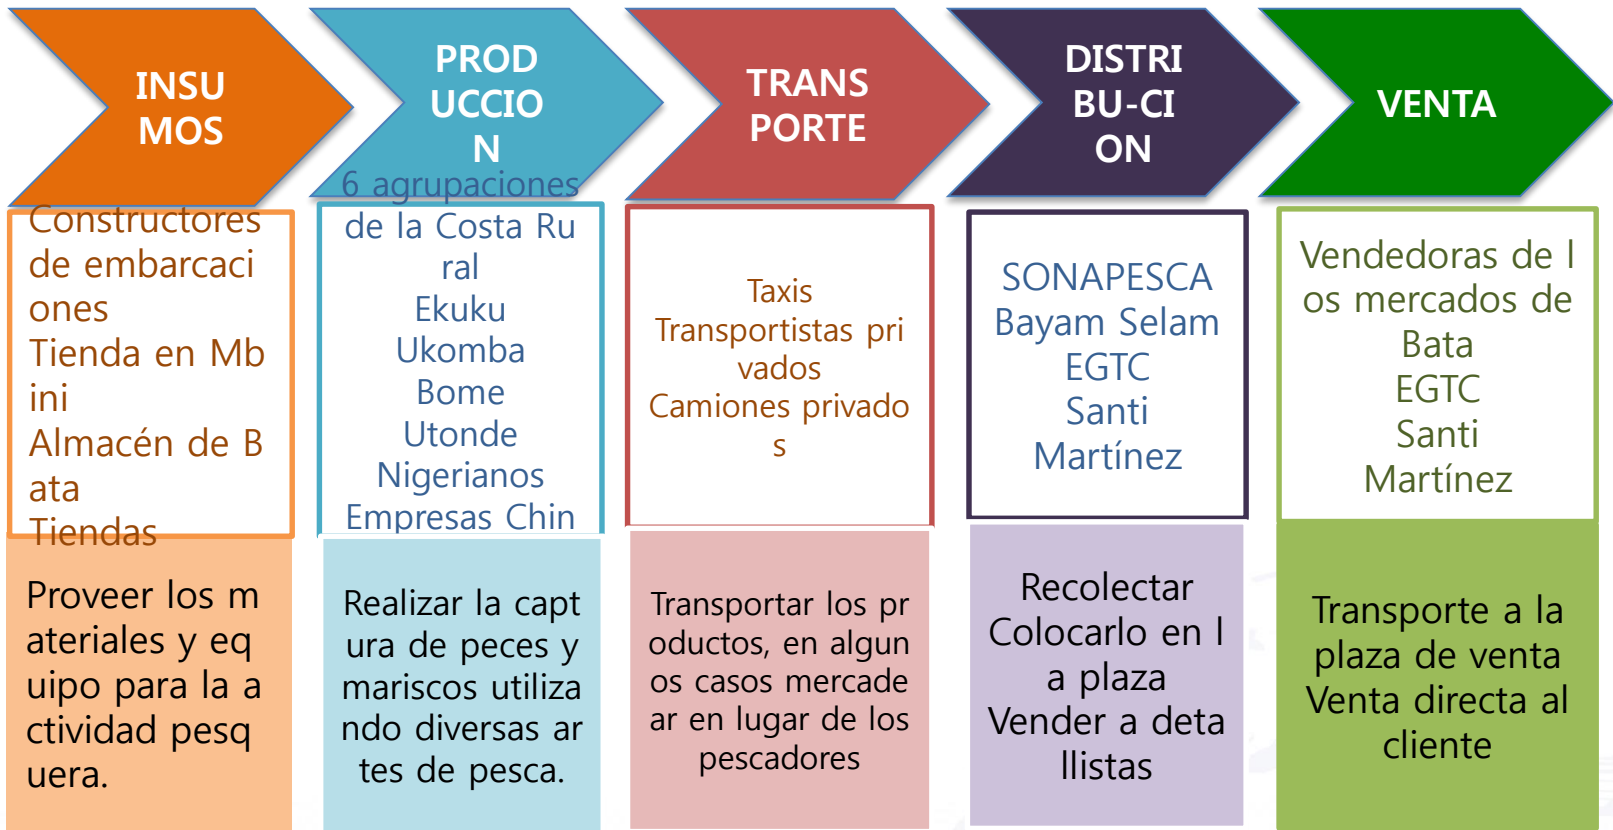 INSU
MOS
PROD
UCCIO
N
TRANS
PORTE
DISTRI
BU-CI
ON
VENTA
Constructores
de embarcaci
ones
Tienda en Mb
ini
Almacén de B
ata
Tiendas
6 agrupaciones
de la Costa Ru
ral
Ekuku
Ukomba
Bome
Utonde
Nigerianos
Empresas Chin
Taxis
Transportistas pri
vados
Camiones privado
s
SONAPESCA
Bayam Selam
EGTC
Santi
Martínez
Vendedoras de l
os mercados de
Bata
EGTC
Santi
Martínez
Proveer los m
ateriales y eq
uipo para la a
ctividad pesq
uera.
Realizar la capt
ura de peces y
mariscos utiliza
ndo diversas ar
tes de pesca.
Transportar los pr
oductos, en algun
os casos mercade
ar en lugar de los
pescadores
Recolectar
Colocarlo en l
a plaza
Vender a deta
llistas
Transporte a la
plaza de venta
Venta directa al
cliente